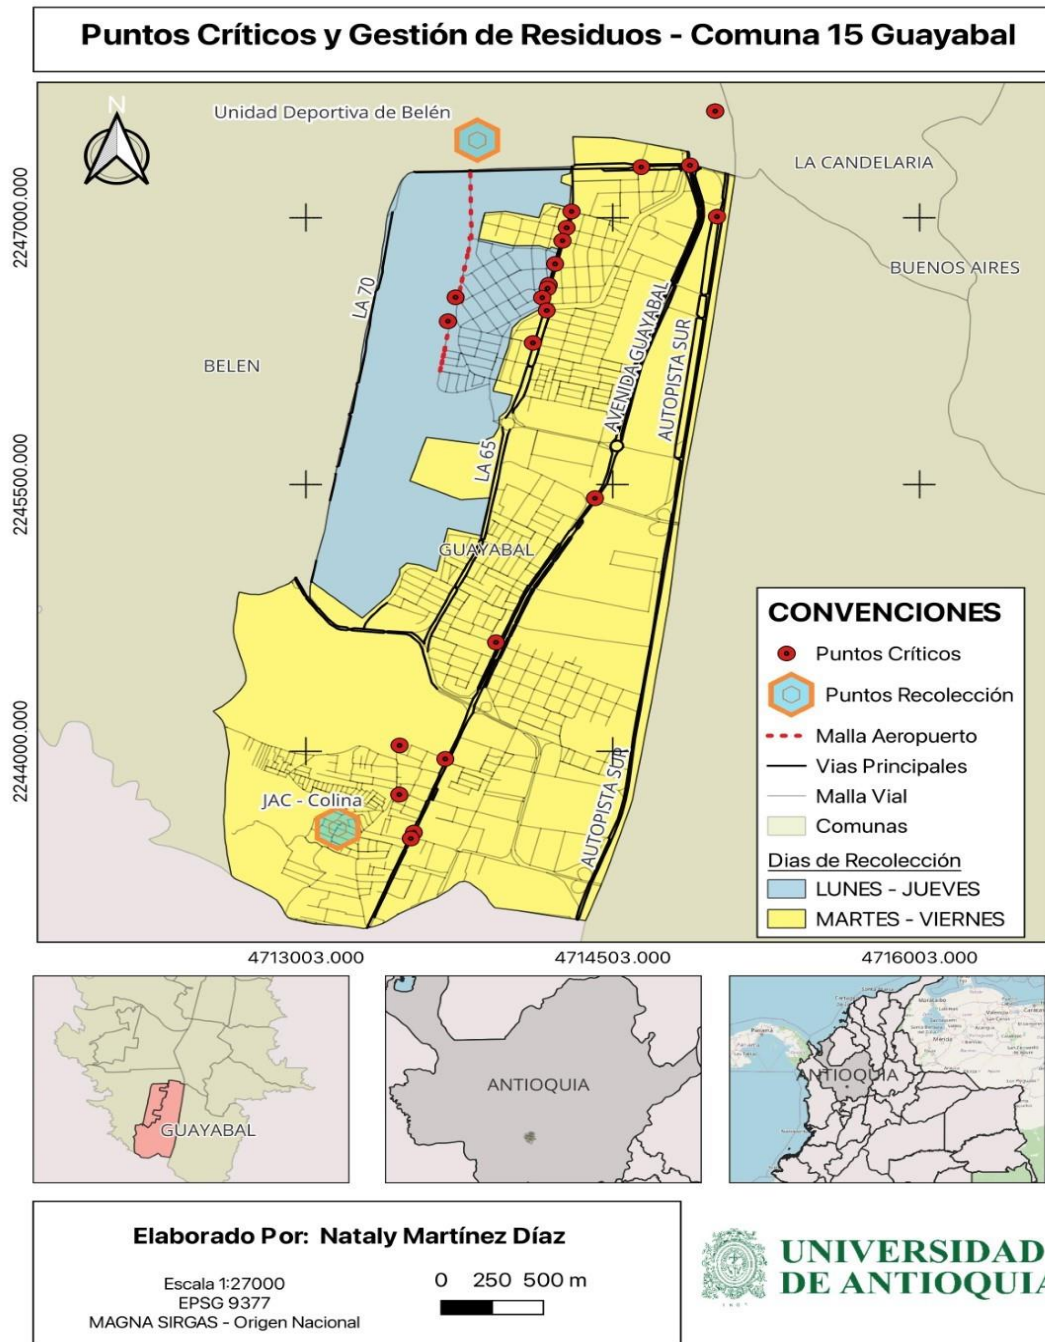 Puntos Críticos y Gestión de Residuos - Comuna 15 Guayabal
N
Unidad Deportiva de Belén
LA CANDELARIA
2247000.000
BUENOS AIRES
LA 70
AVENIDA GUAYABAL
AUTOPISTA SUR
BELEN
LA 65
2245500.000
GUAYABAL
CONVENCIONES
Puntos Críticos
Puntos Recolección
Malla Aeropuerto
Vias Principales
Malla Vial
Comunas
Dias de Recolección
LUNES - JUEVES
MARTES - VIERNES
2244000.000
JAC - Colina
AUTOPISTA SUR
4713003.000
4714503.000
4716003.000
GUAYABAL
ANTIOQUIA
ANTIOQUIA
Elaborado Por: Nataly Martínez Díaz
Escala 1:27000
EPSG 9377
MAGNA SIRGAS - Origen Nacional
0 250 500 m
UNIVERSIDAD
DE ANTIOQUIA